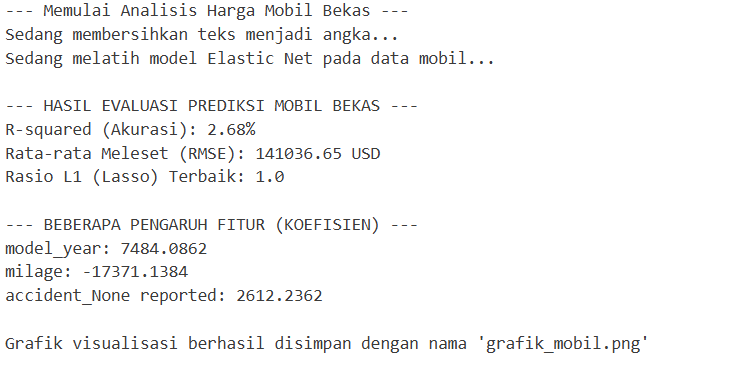 --- Memulai Analisis Harga Mobil Bekas ---
Sedang membersihkan teks menjadi angka...
Sedang melatih model Elastic Net pada data mobil...

--- HASIL EVALUASI PREDIKSI MOBIL BEKAS ---
R-squared (Akurasi): 2.68%
Rata-rata Meleset (RMSE): 141036.65 USD
Rasio L1 (Lasso) Terbaik: 1.0

--- BEBERAPA PENGARUH FITUR (KOEFISIEN) ---
model_year: 7484.0862
milage: -17371.1384
accident_None reported: 2612.2362

Grafik visualisasi berhasil disimpan dengan nama 'grafik_mobil.png'